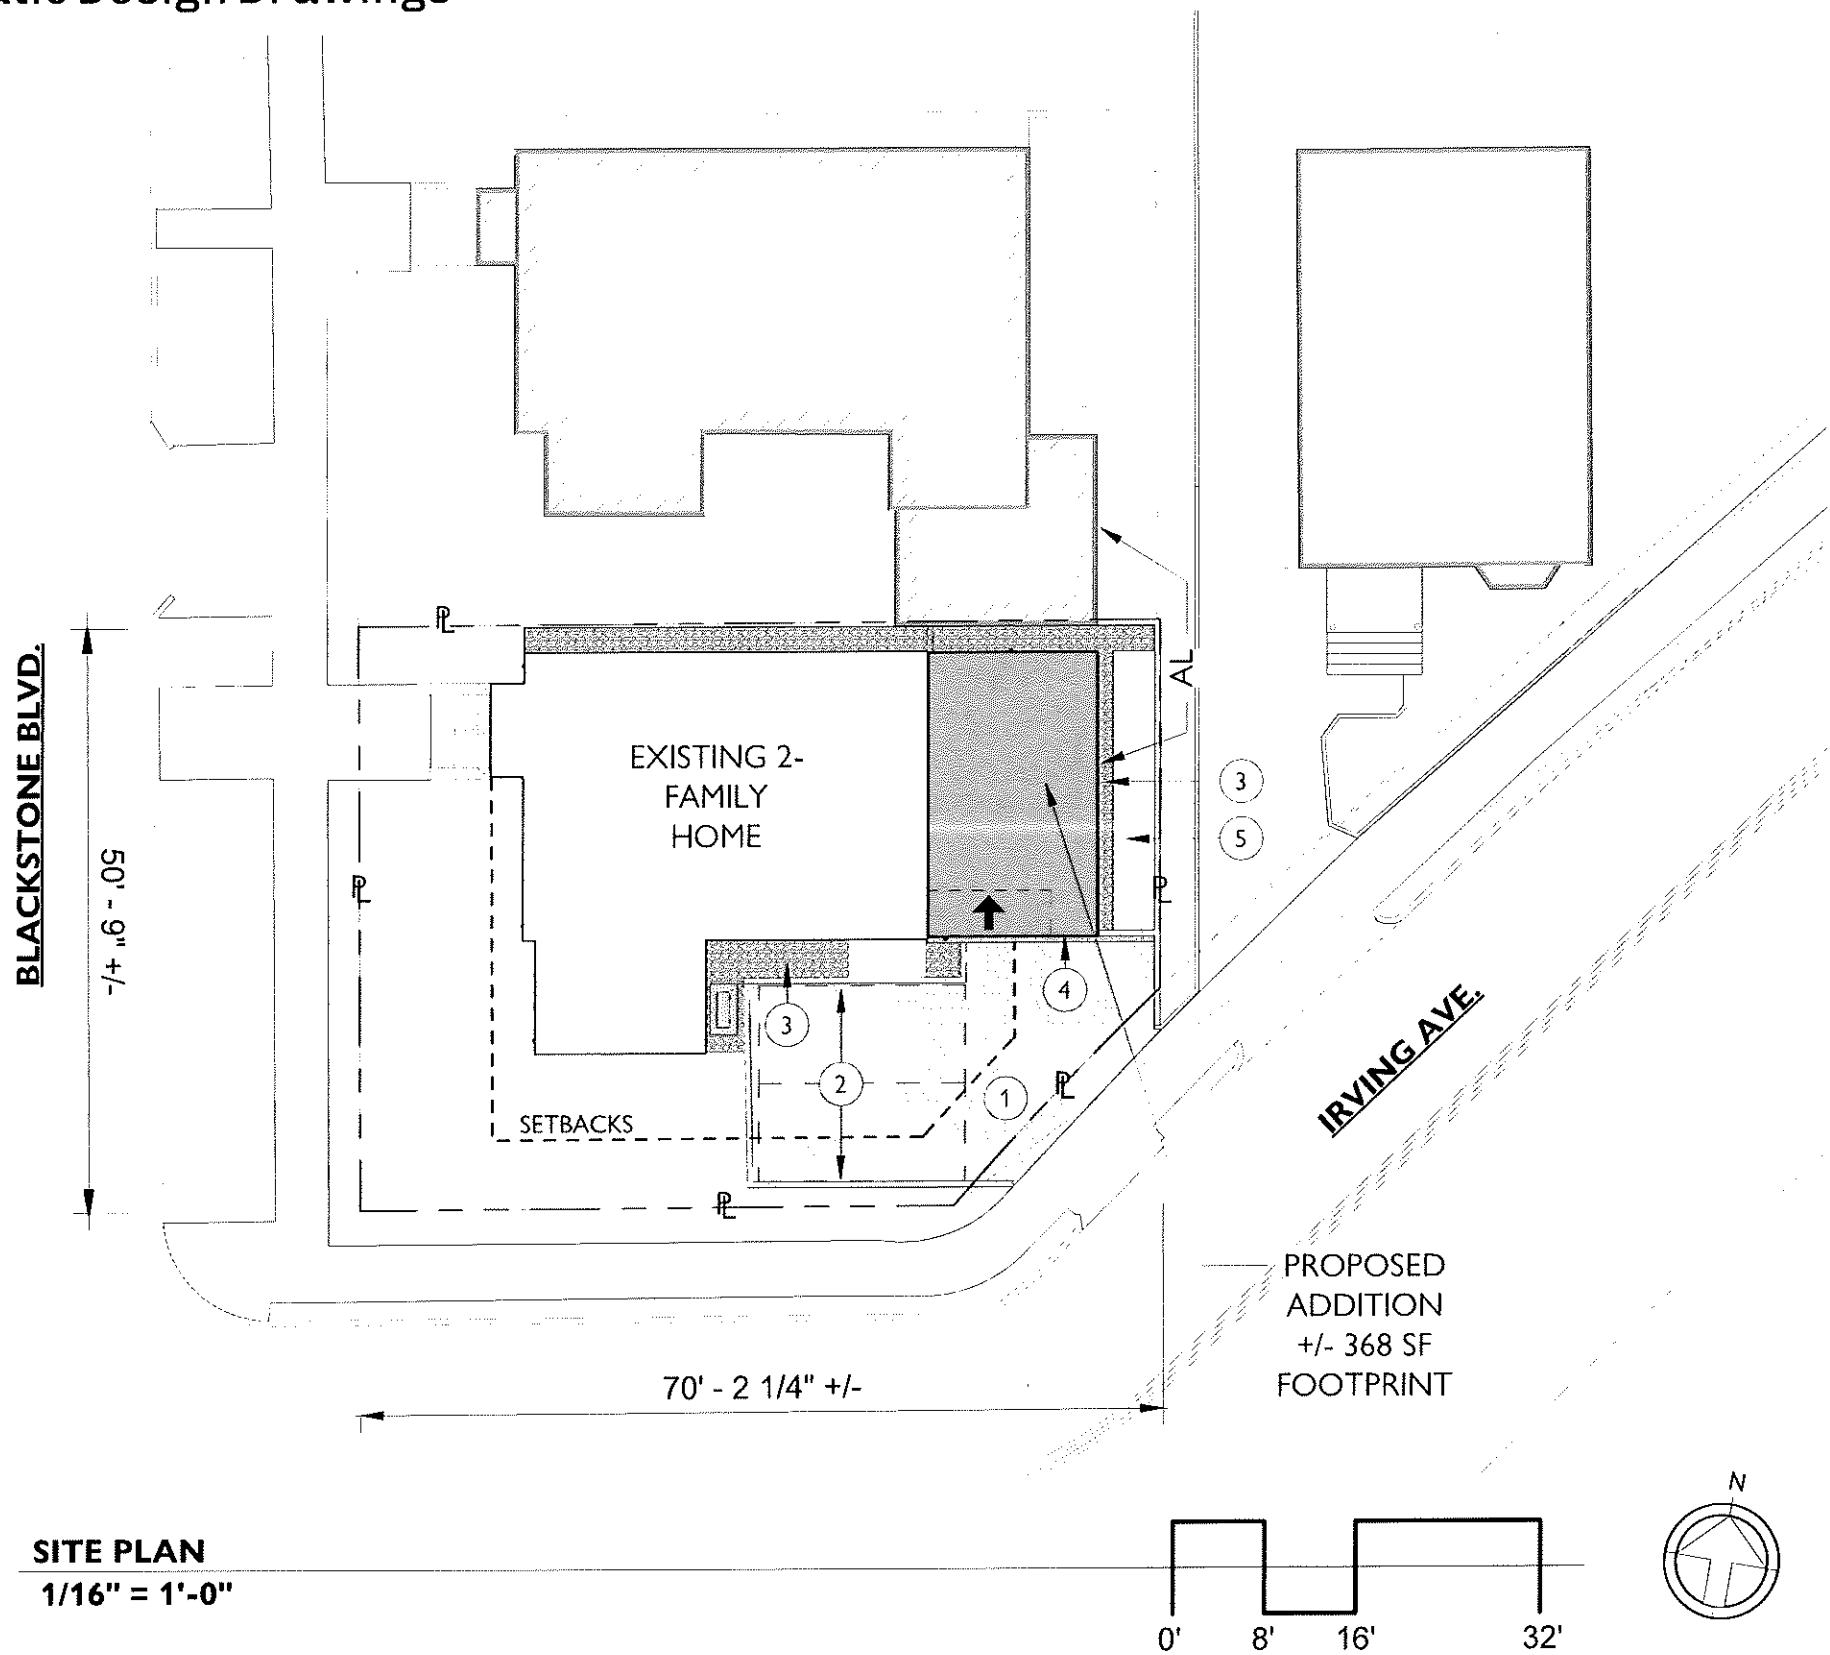 Design Drawings
BLACKSTONE BLVD.
50' - 9" +/-
PL
PL
EXISTING 2-
FAMILY
HOME
AL
3
5
PL
4
3
2
1
PL
SETBACKS
PL
IRVING AVE.
PROPOSED
ADDITION
+/- 368 SF
FOOTPRINT
70' - 2 1/4" +/-
SITE PLAN
1/16" = 1'-0"
0' 8' 16' 32'
N